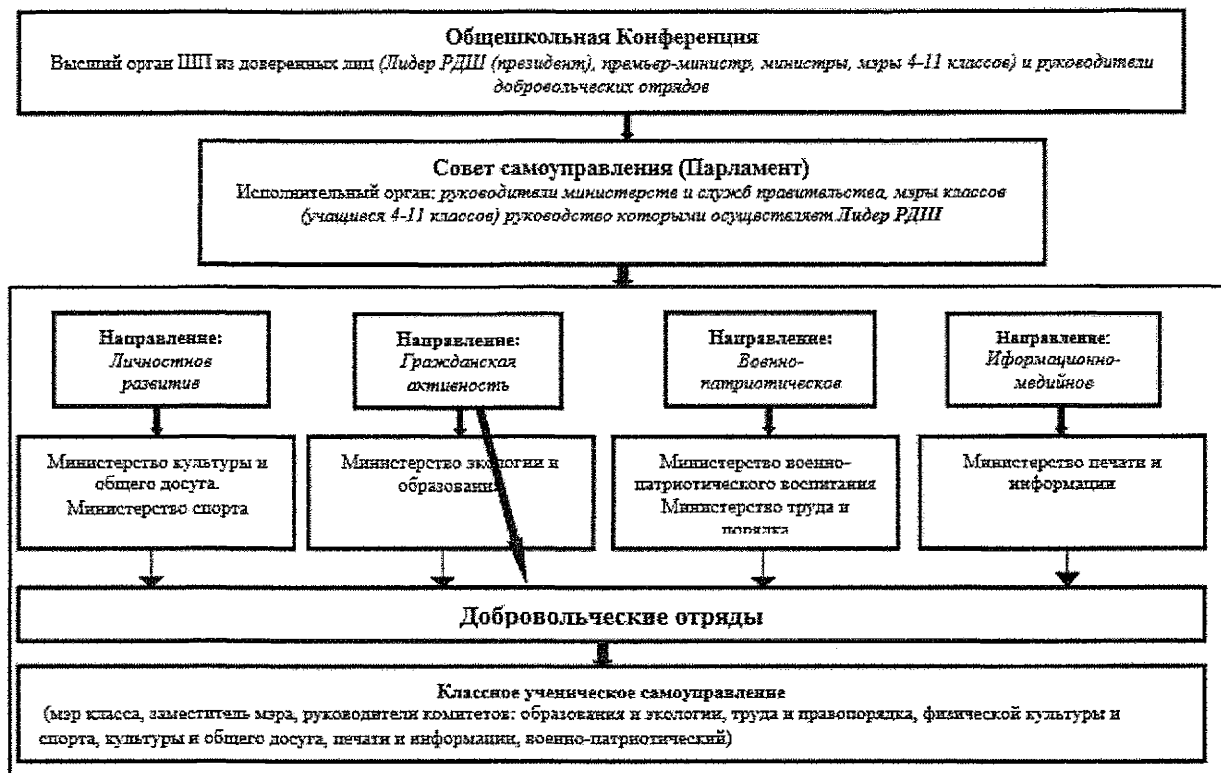 Общешкольная Конференция
Высший орган ШП из доверенных лиц (Лидер РДШ (президент), премьер-министр, министры, мэры 4-11 классов) и руководители
добровольческих отрядов
Совет самоуправления (Парламент)
Исполнительный орган: руководители министерств и служб правительства, мэры классов
(учащиеся 4-11 классов) руководство которыми осуществляет Лидер РДШ
Направление:
Личностное
развитие
Направление:
Гражданская
активность
Направление:
Военно-
патриотическое
Направление:
Иформационно-
медийное
Министерство культуры и
общего досуга.
Министерство спорта
Министерство экологии и
образования
Министерство военно-
патриотического воспитания
Министерство труда и
порядка
Министерство печати и
информации
Добровольческие отряды
Классное ученическое самоуправление
(мэр класса, заместитель мэра, руководители комитетов: образования и экологии, труда и правопорядка, физической культуры и
спорта, культуры и общего досуга, печати и информации, военно-патриотический)